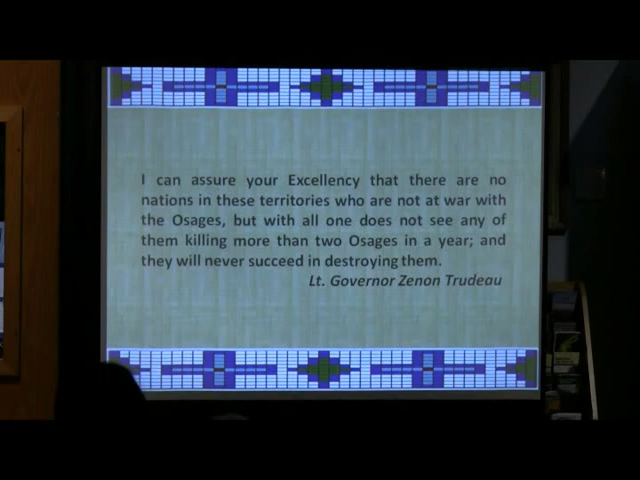 I can assure your Excellency that there are no
nations in these territories who are not at war with
the Osages, but with all one does not see any of
them killing more than two Osages in a year; and
they will never succeed in destroying them.
Lt. Governor Zenon Trudeau